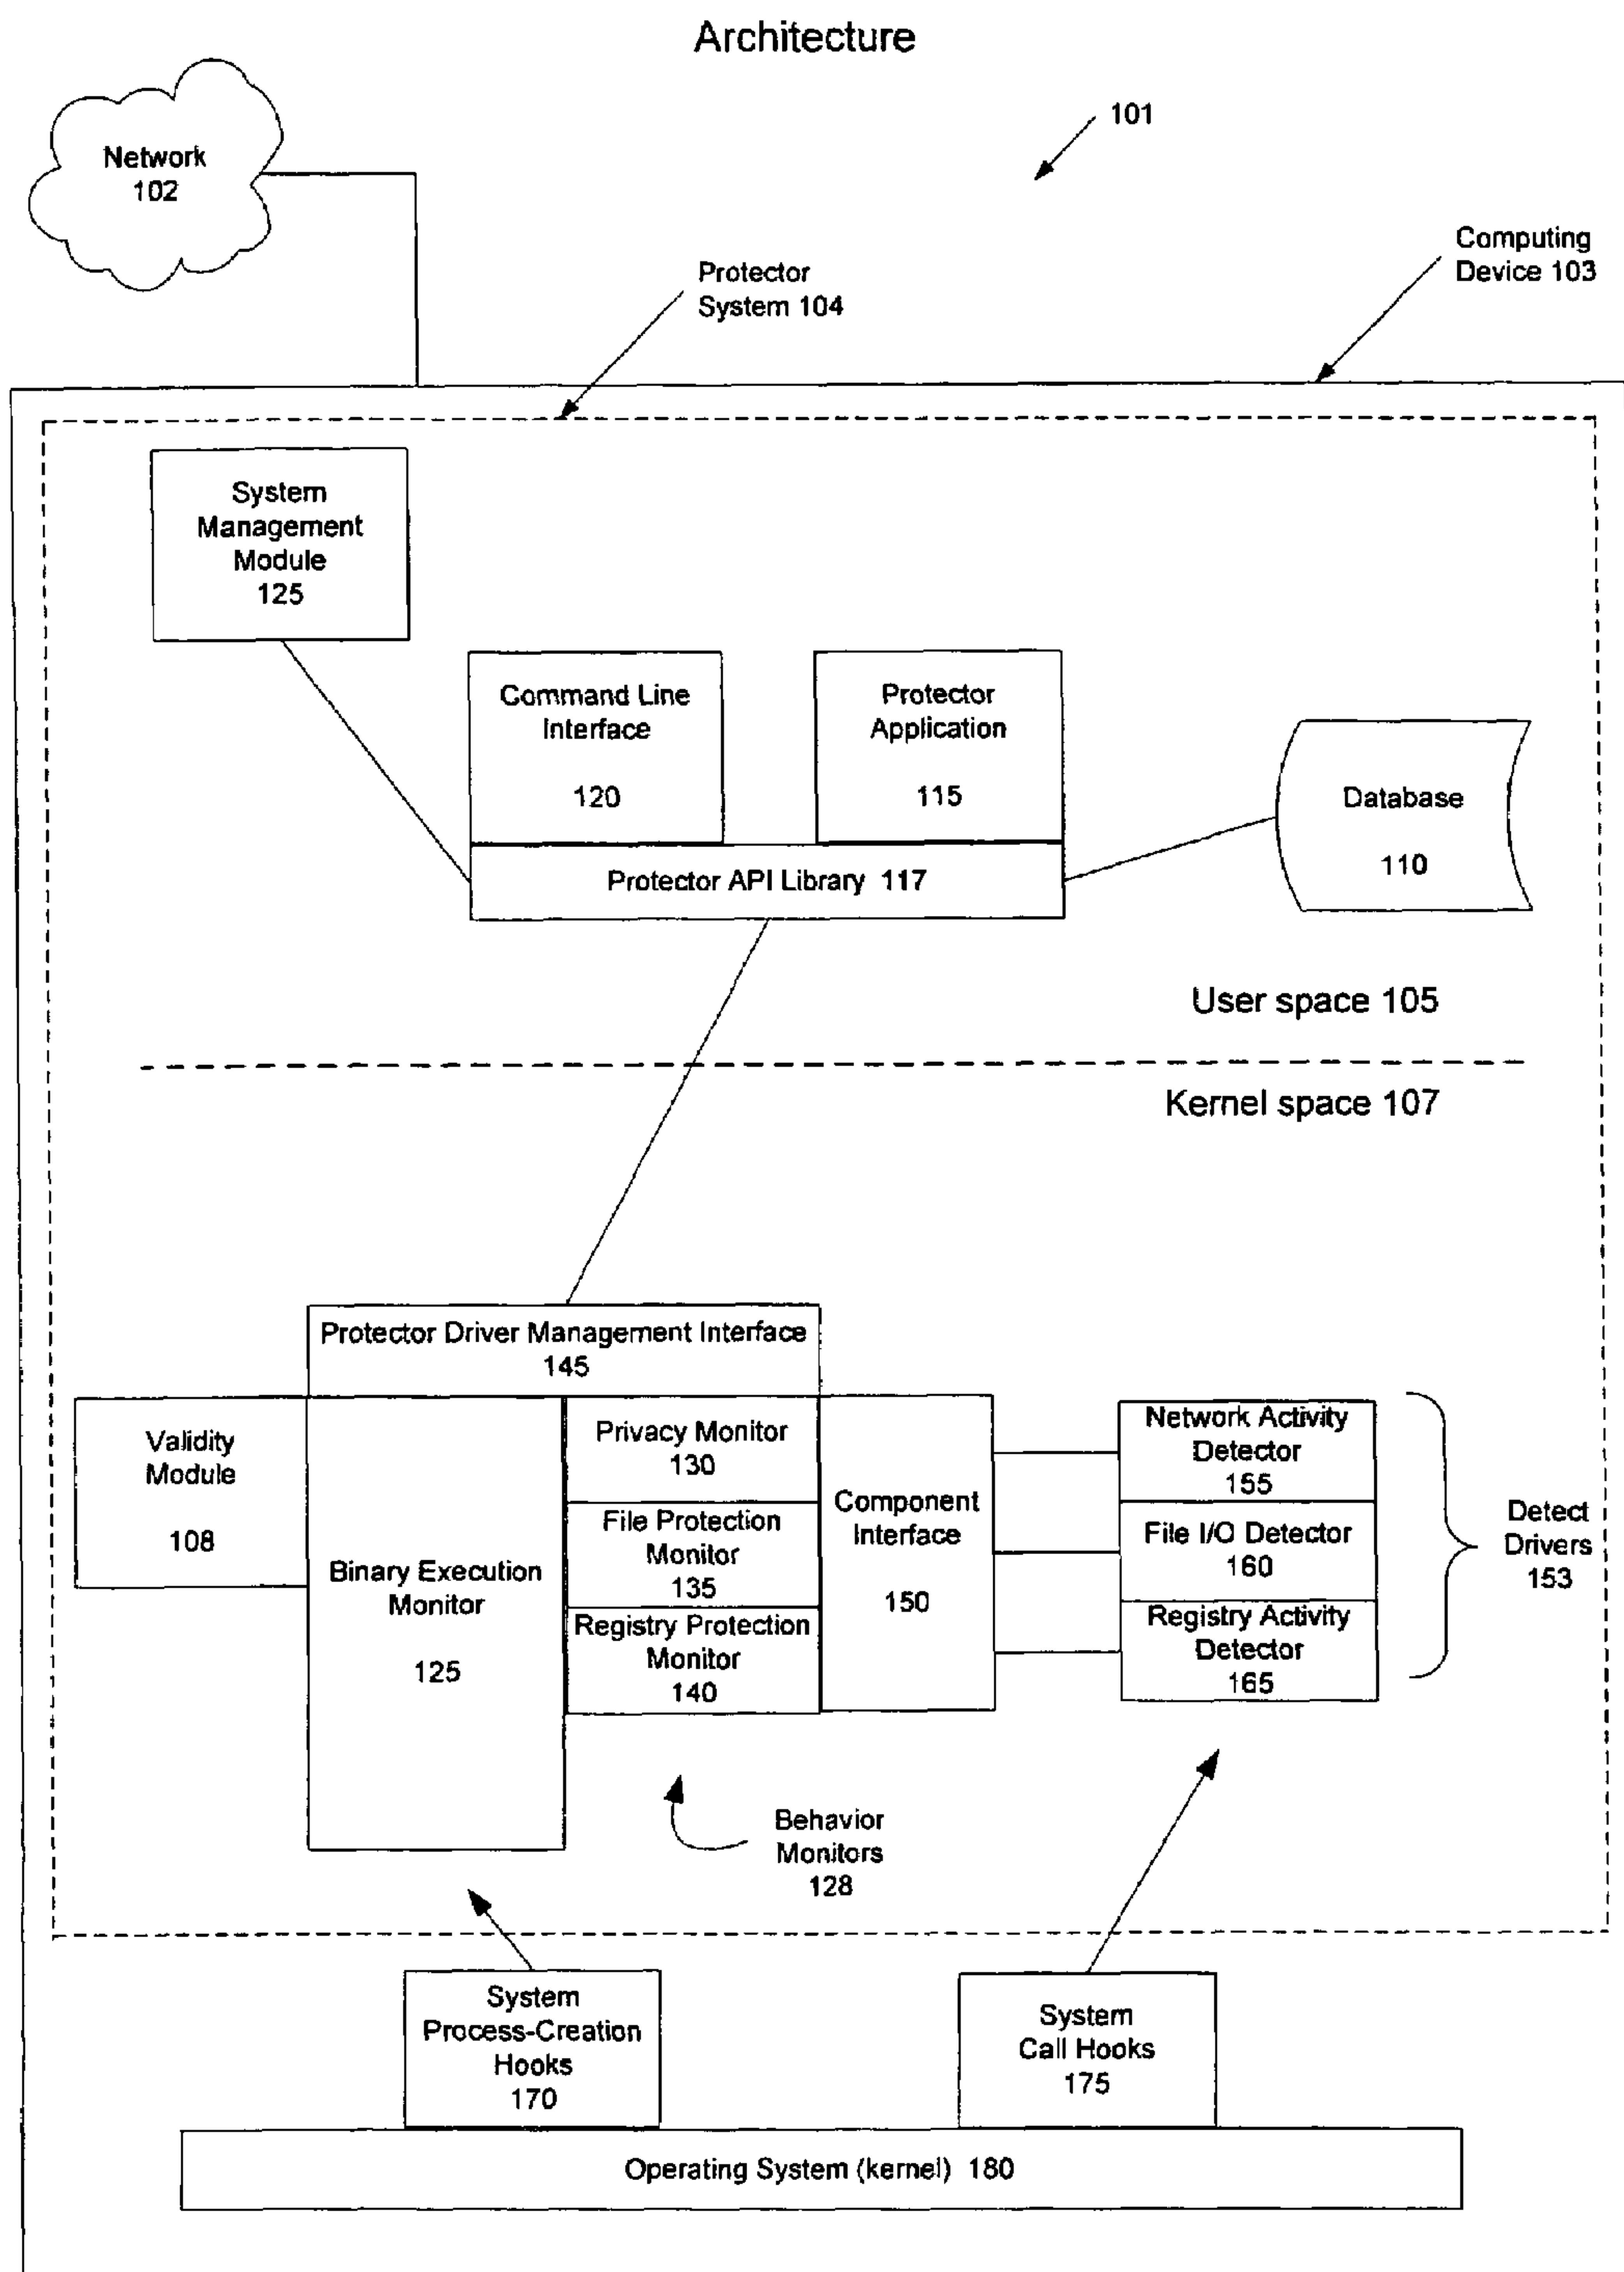 Architecture
101
Network
102
Computing
Device 103
Protector
System 104
System
Management
Module
125
Command Line
Interface
120
Protector
Application
115
Database
110
Protector API Library 117
User space 105
Kernel space 107
Protector Driver Management Interface
145
Validity
Module
108
Binary Execution
Monitor
125
Privacy Monitor
130
File Protection
Monitor
135
Registry Protection
Monitor
140
Component
Interface
150
Network Activity
Detector
155
File I/O Detector
160
Registry Activity
Detector
165
Detect
Drivers
153
Behavior
Monitors
128
System
Process-Creation
Hooks
170
System
Call Hooks
175
Operating System (kernel) 180